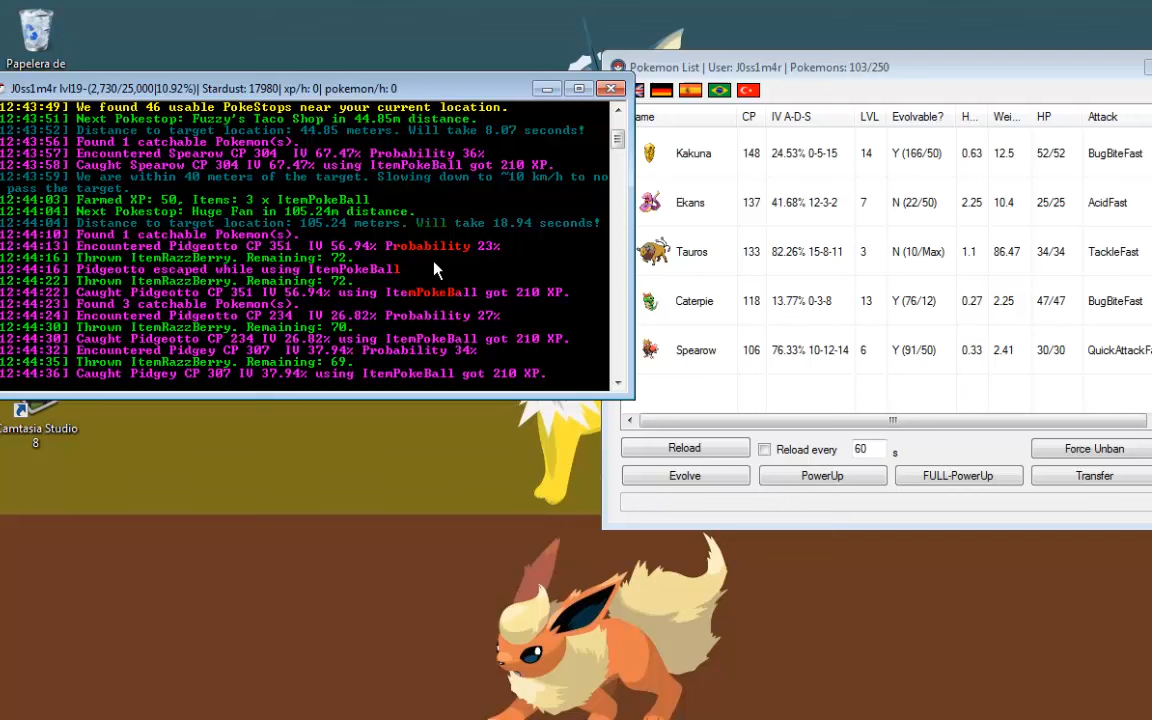 Papelera de
J0ss1m4r lvl19-(2,730/25,000|10.92%)| Stardust: 17980| xp/h: 0| pokemon/h: 0
12:43:49] We found 46 usable PokeStops near your current location.
12:43:51] Next Pokestop: Fuzzy's Taco Shop in 44.85m distance.
12:43:52] Distance to target location: 44.85 meters. Will take 8.07 seconds!
12:43:56] Found 1 catchable Pokemon(s).
12:43:57] Encountered Spearow CP 304  IV 67.47% Probability 36%
12:43:58] Caught Spearow CP 304 IV 67.47% using ItemPokeBall got 210 XP.
12:43:59] We are within 40 meters of the target. Slowing down to ~10 km/h to no
pass the target.
12:44:03] Farmed XP: 50, Items: 3 x ItemPokeBall
12:44:04] Next Pokestop: Huge Fan in 105.24m distance.
12:44:04] Distance to target location: 105.24 meters. Will take 18.94 seconds!
12:44:10] Found 1 catchable Pokemon(s).
12:44:13] Encountered Pidgeotto CP 351  IV 56.94% Probability 23%
12:44:16] Thrown ItemRazzBerry. Remaining: 72.
12:44:16] Pidgeotto escaped while using ItemPokeBall
12:44:22] Thrown ItemRazzBerry. Remaining: 72.
12:44:22] Caught Pidgeotto CP 351 IV 56.94% using ItemPokeBall got 210 XP.
12:44:23] Found 3 catchable Pokemon(s).
12:44:24] Encountered Pidgeotto CP 234  IV 26.82% Probability 27%
12:44:30] Thrown ItemRazzBerry. Remaining: 70.
12:44:30] Caught Pidgeotto CP 234 IV 26.82% using ItemPokeBall got 210 XP.
12:44:32] Encountered Pidgey CP 307  IV 37.94% Probability 34%
12:44:35] Thrown ItemRazzBerry. Remaining: 69.
12:44:36] Caught Pidgey CP 307 IV 37.94% using ItemPokeBall got 210 XP.
Camtasia Studio
8
Pokemon List | User: J0ss1m4r | Pokemons: 103/250
ame CP IV A-D-S LVL Evolvable? H... Wei... HP Attack
Kakuna 148 24.53% 0-5-15 14 Y (166/50) 0.63 12.5 52/52 BugBiteFast
Ekans 137 41.68% 12-3-2 7 N (22/50) 2.25 10.4 25/25 AcidFast
Tauros 133 82.26% 15-8-11 3 N (10/Max) 1.1 86.47 34/34 TackleFast
Caterpie 118 13.77% 0-3-8 13 Y (76/12) 0.27 2.25 47/47 BugBiteFast
Spearow 106 76.33% 10-12-14 6 Y (91/50) 0.33 2.41 30/30 QuickAttackFa
Reload Reload every 60 s Force Unban
Evolve PowerUp FULL-PowerUp Transfer